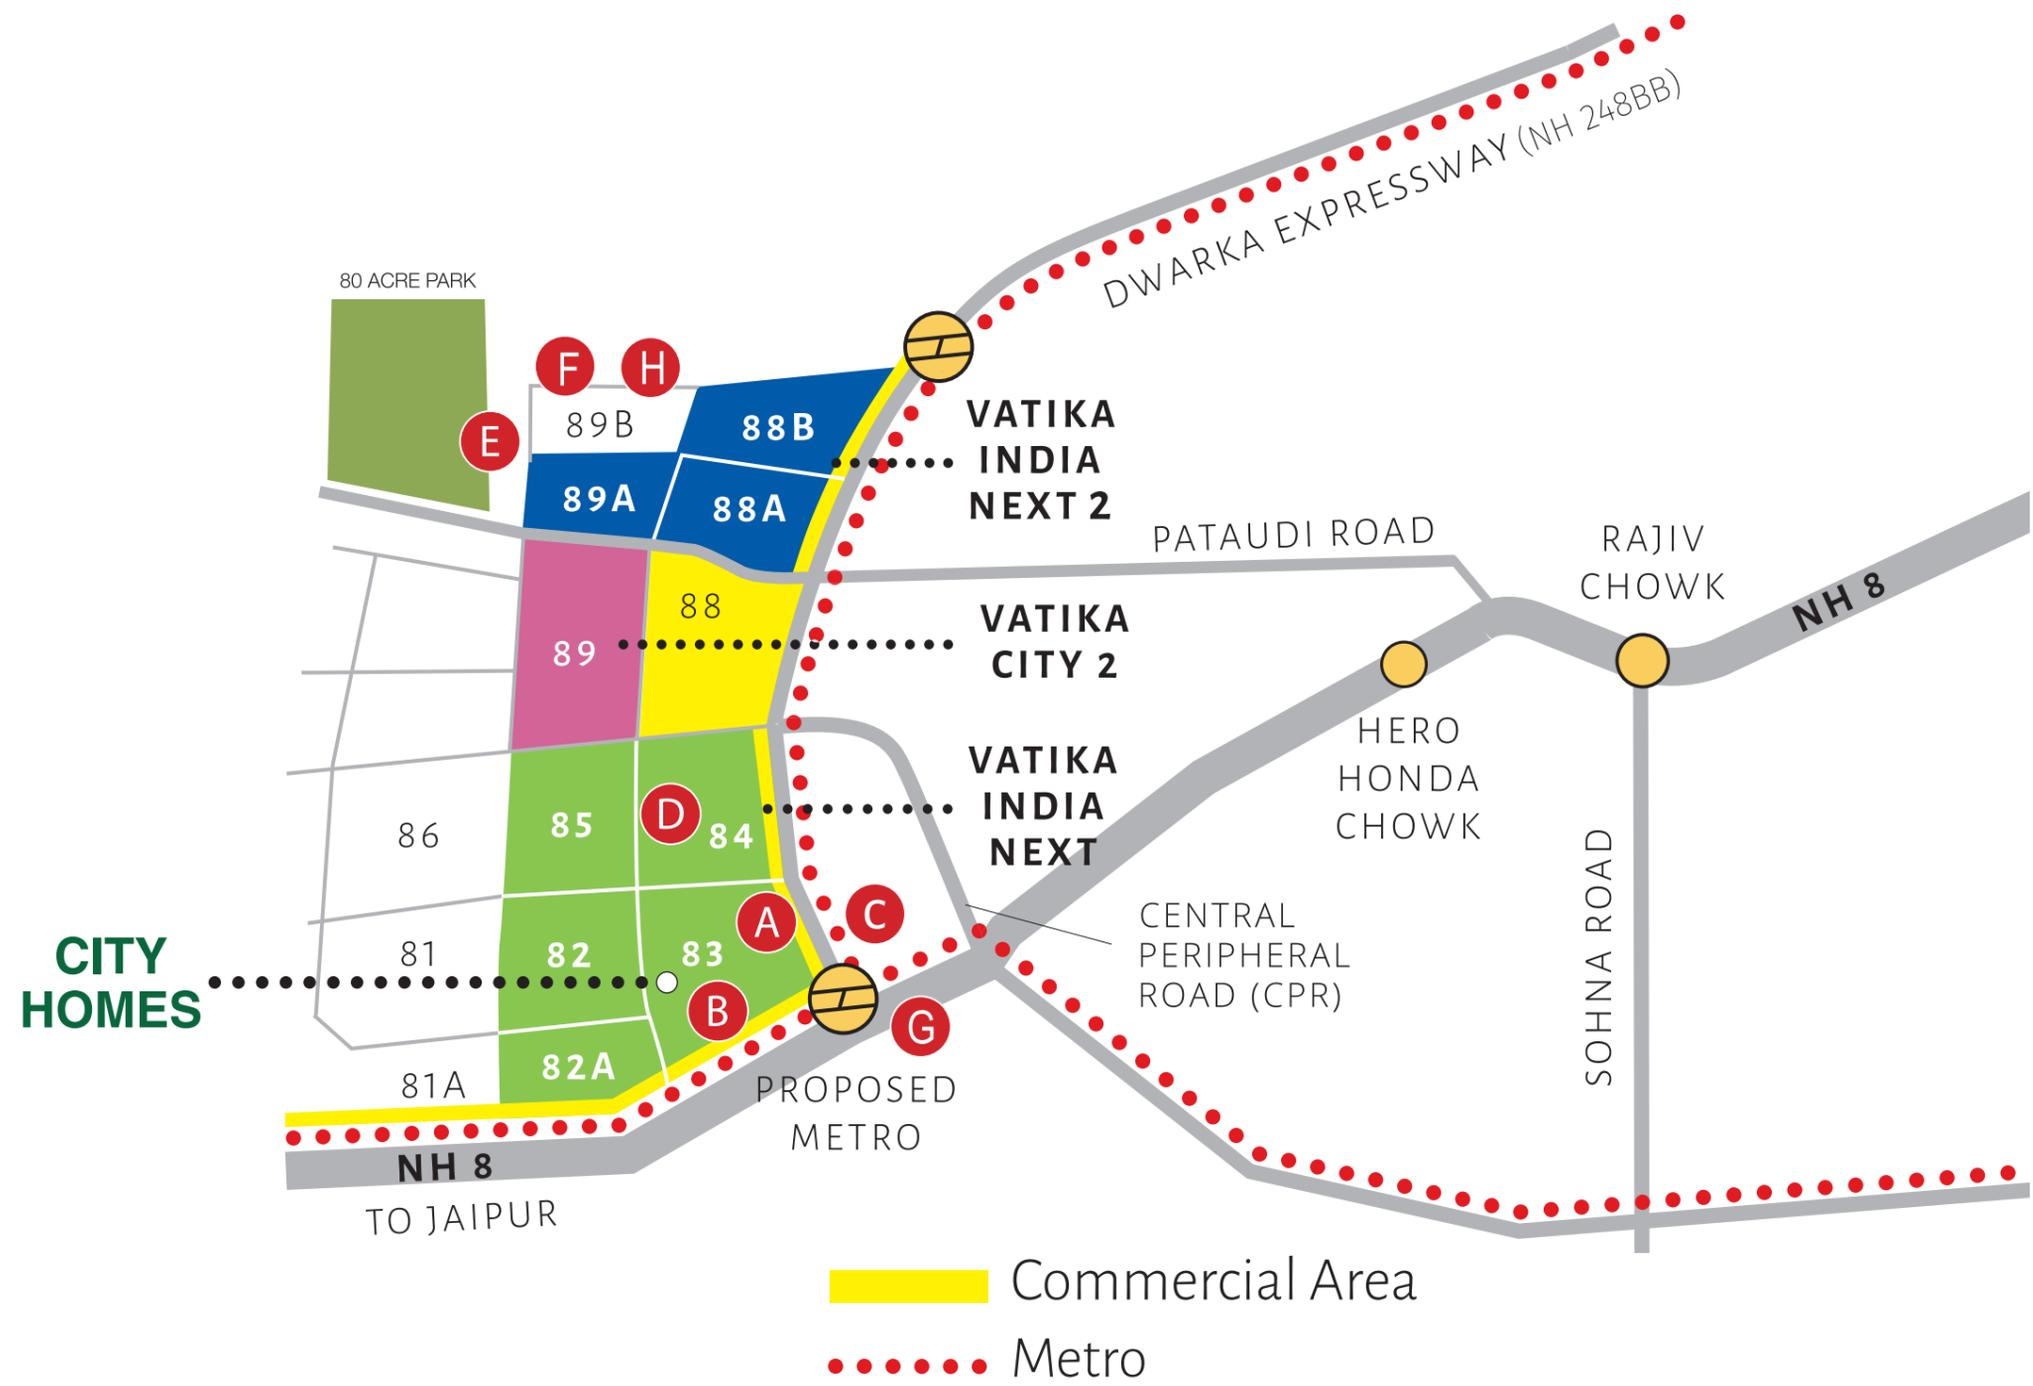 DWARKA EXPRESSWAY (NH 248BB)
80 ACRE PARK
F
H
E
89B
88B
89A
88A
VATIKA
INDIA
NEXT 2
PATAUDI ROAD
RAJIV
CHOWK
NH 8
89
88
VATIKA
CITY 2
HERO
HONDA
CHOWK
VATIKA
INDIA
NEXT
86
85
D
84
SOHNA ROAD
A
C
CENTRAL
PERIPHERAL
ROAD (CPR)
CITY
HOMES
81
82
83
B
G
81A
82A
PROPOSED
METRO
NH 8
TO JAIPUR
Commercial Area
Metro